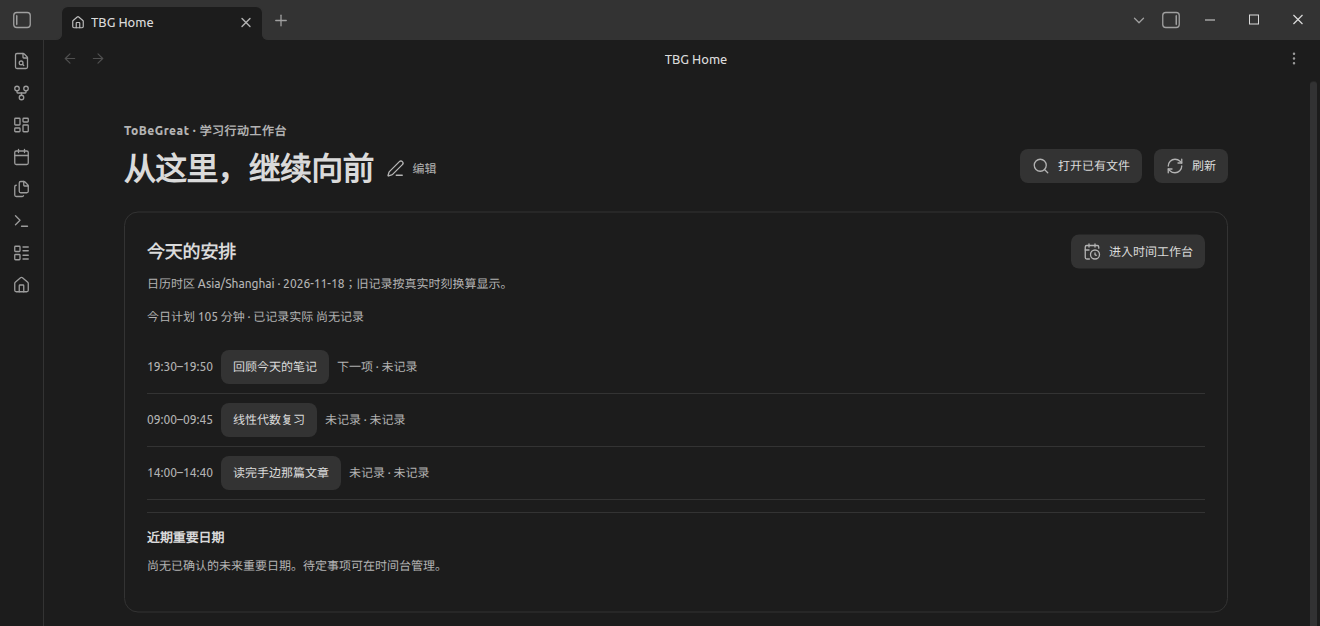 TBG Home
TBG Home
ToBeGreat · 学习行动工作台
从这里，继续向前
编辑
打开已有文件
刷新
今天的安排
进入时间工作台
日历时区 Asia/Shanghai · 2026-11-18；旧记录按真实时刻换算显示。
今日计划 105 分钟 · 已记录实际 尚无记录
19:30–19:50 回顾今天的笔记 下一项 · 未记录
09:00–09:45 线性代数复习 未记录 · 未记录
14:00–14:40 读完手边那篇文章 未记录 · 未记录
近期重要日期
尚无已确认的未来重要日期。待定事项可在时间台管理。